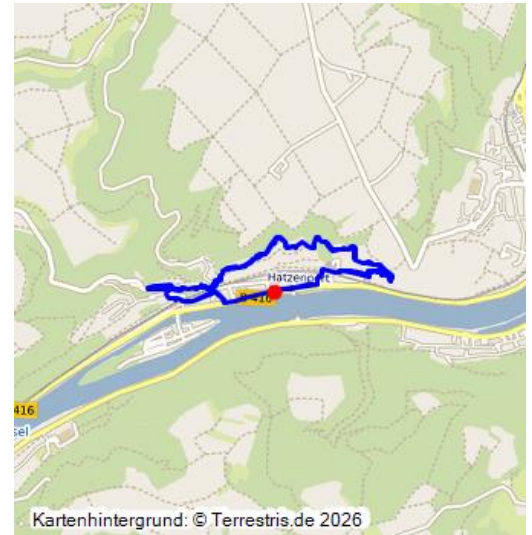 Hatzenport
B 416
416
sel
Kartenhintergrund: © Terrestris.de 2026